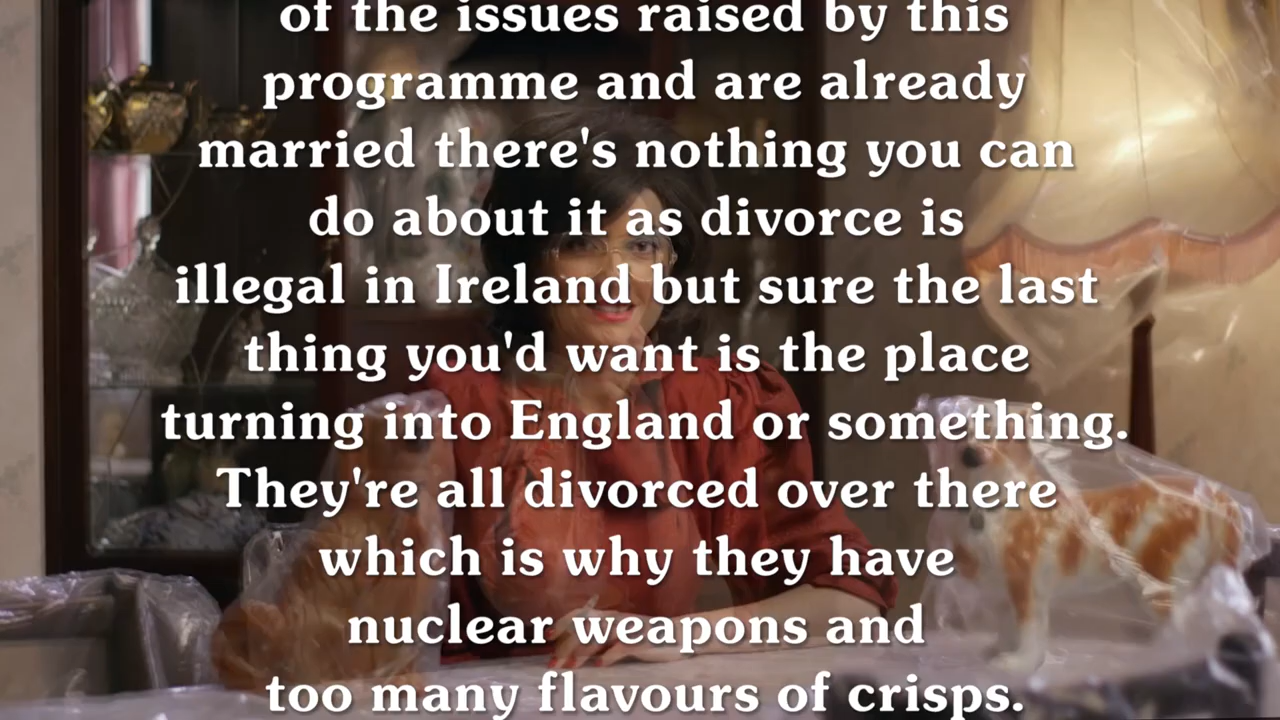 of the issues raised by this
programme and are already
married there's nothing you can
do about it as divorce is
illegal in Ireland but sure the last
thing you'd want is the place
turning into England or something.
They're all divorced over there
which is why they have
nuclear weapons and
too many flavours of crisps.